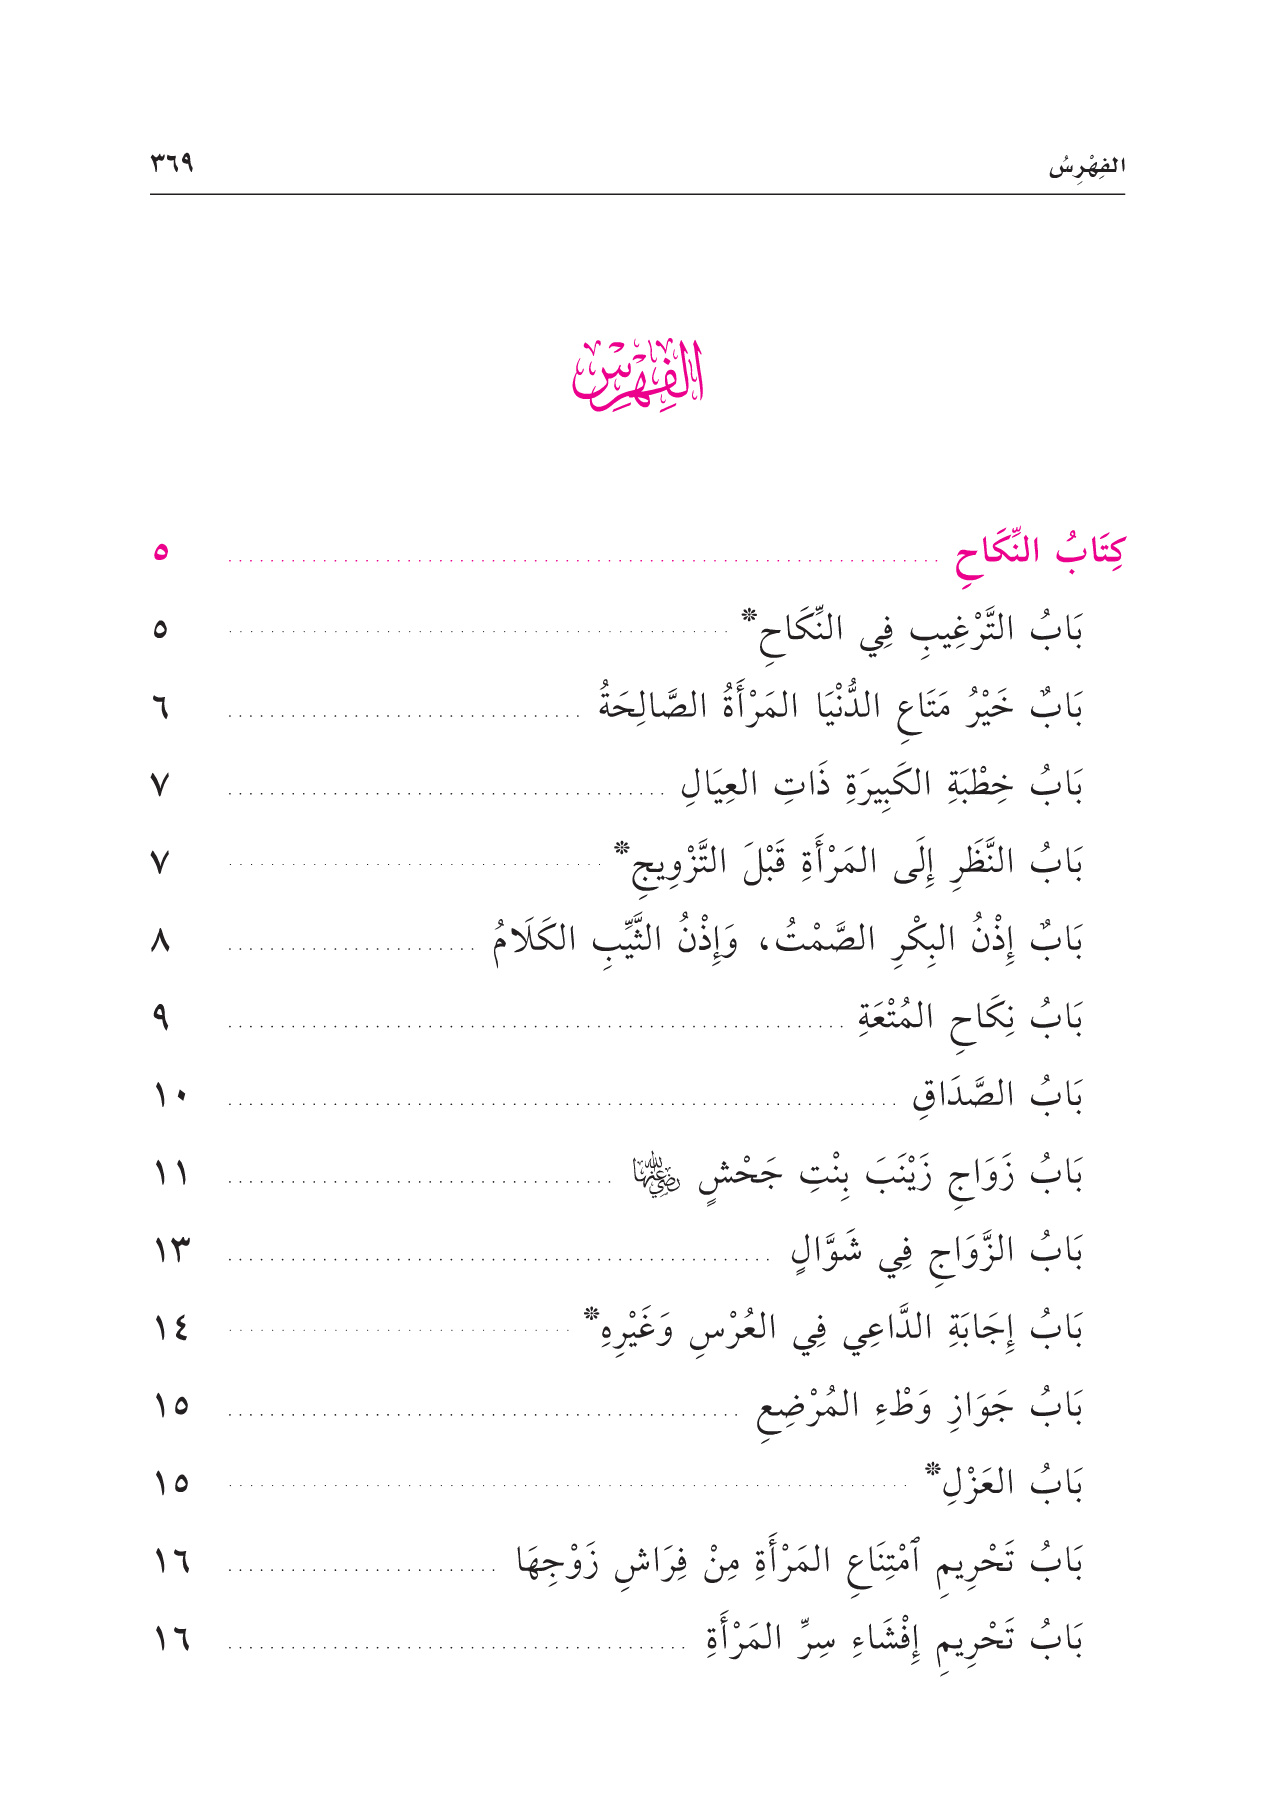 الفِهْرِسُ ٣٦٩
الفِهْرِسُ
كِتَابُ النِّكَاحِ ٥
بَابُ التَّرْغِيبِ فِي النِّكَاحِ* ٥
بَابٌ خَيْرُ مَتَاعِ الدُّنْيَا المَرْأَةُ الصَّالِحَةُ ٦
بَابُ خِطْبَةِ الكَبِيرَةِ ذَاتِ العِيَالِ ٧
بَابُ النَّظَرِ إِلَى المَرْأَةِ قَبْلَ التَّزْوِيجِ* ٧
بَابٌ إِذْنُ البِكْرِ الصَّمْتُ، وَإِذْنُ الثَّيِّبِ الكَلَامُ ٨
بَابُ نِكَاحِ المُتْعَةِ ٩
بَابُ الصَّدَاقِ ١٠
بَابُ زَوَاجِ زَيْنَبَ بِنْتِ جَحْشٍ رضي الله عنها ١١
بَابُ الزَّوَاجِ فِي شَوَّالٍ ١٣
بَابُ إِجَابَةِ الدَّاعِي فِي العُرْسِ وَغَيْرِهِ* ١٤
بَابُ جَوَازِ وَطْءِ المُرْضِعِ ١٥
بَابُ العَزْلِ* ١٥
بَابُ تَحْرِيمِ ٱمْتِنَاعِ المَرْأَةِ مِنْ فِرَاشِ زَوْجِهَا ١٦
بَابُ تَحْرِيمِ إِفْشَاءِ سِرِّ المَرْأَةِ ١٦